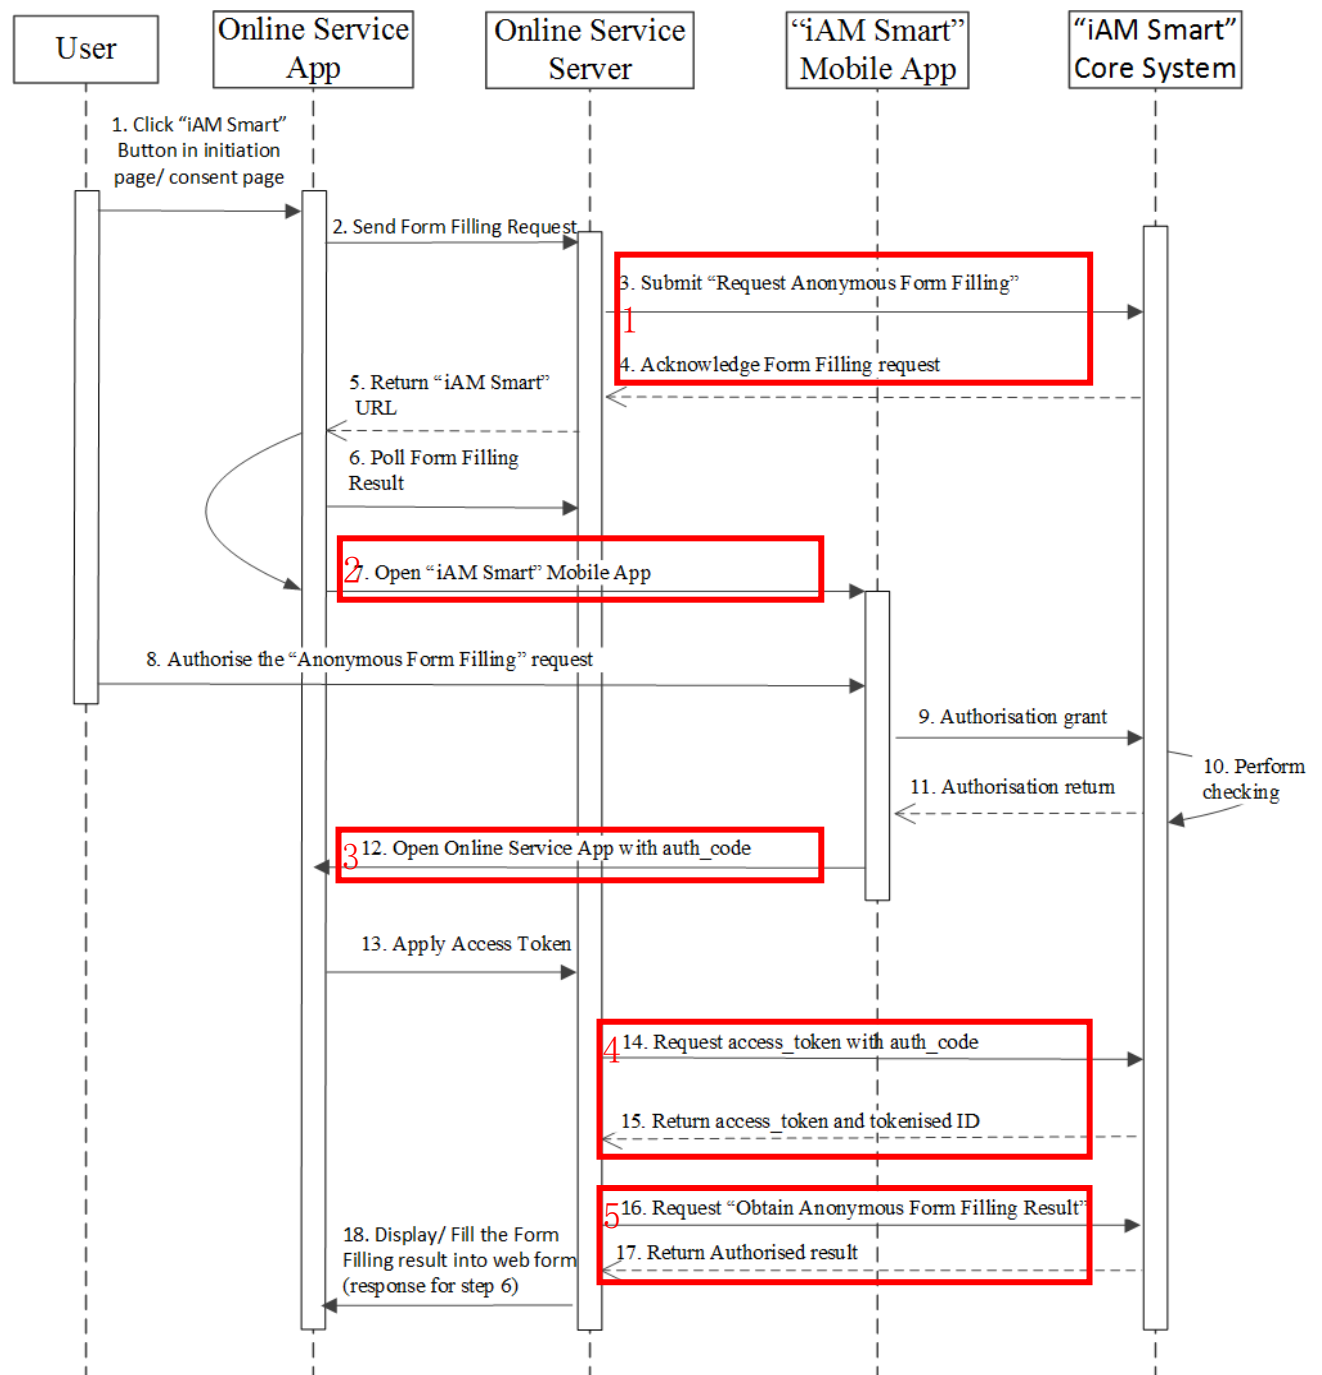 User
Online Service
App
Online Service
Server
“iAM Smart”
Mobile App
“iAM Smart”
Core System
1. Click “iAM Smart”
Button in initiation
page/ consent page
2. Send Form Filling Request
3. Submit “Request Anonymous Form Filling”
1
4. Acknowledge Form Filling request
5. Return “iAM Smart”
URL
6. Poll Form Filling
Result
2
7. Open “iAM Smart” Mobile App
8. Authorise the “Anonymous Form Filling” request
9. Authorisation grant
10. Perform
checking
11. Authorisation return
3
12. Open Online Service App with auth_code
13. Apply Access Token
4
14. Request access_token with auth_code
15. Return access_token and tokenised ID
5
16. Request “Obtain Anonymous Form Filling Result”
17. Return Authorised result
18. Display/ Fill the Form
Filling result into web form
(response for step 6)